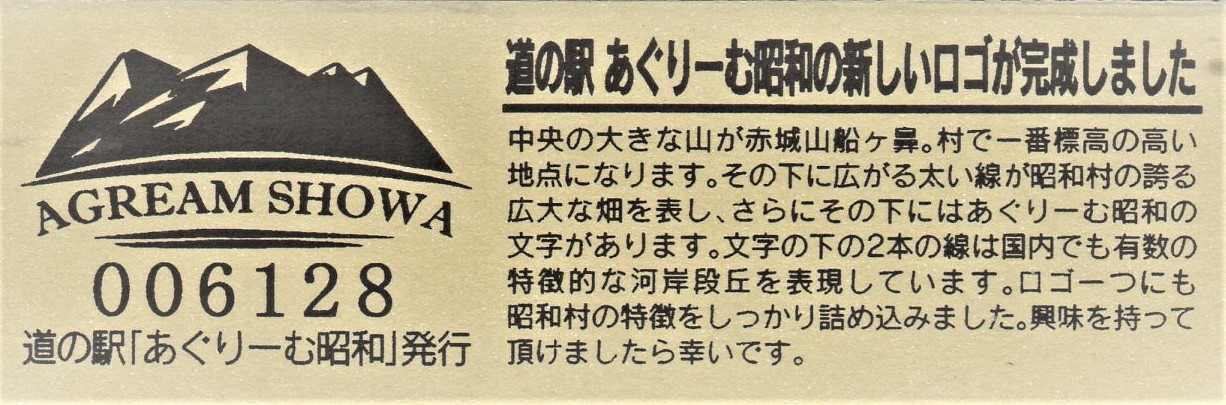 AGREAM SHOWA
006128
道の駅「あぐりーむ昭和」発行
道の駅 あぐりーむ昭和の新しいロゴが完成しました
中央の大きな山が赤城山船ヶ鼻。村で一番標高の高い
地点になります。その下に広がる太い線が昭和村の誇る
広大な畑を表し、さらにその下にはあぐりーむ昭和の
文字があります。文字の下の2本の線は国内でも有数の
特徴的な河岸段丘を表現しています。ロゴ一つにも
昭和村の特徴をしっかり詰め込みました。興味を持って
頂けましたら幸いです。